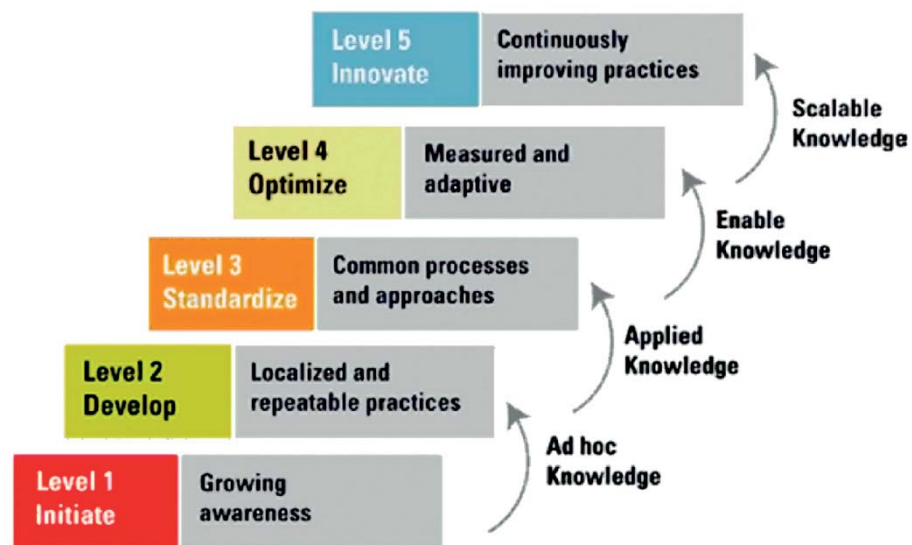 Level 5
Innovate
Continuously
improving practices
Scalable
Knowledge
Level 4
Optimize
Measured and
adaptive
Enable
Knowledge
Level 3
Standardize
Common processes
and approaches
Applied
Knowledge
Level 2
Develop
Localized and
repeatable practices
Ad hoc
Knowledge
Level 1
Initiate
Growing
awareness